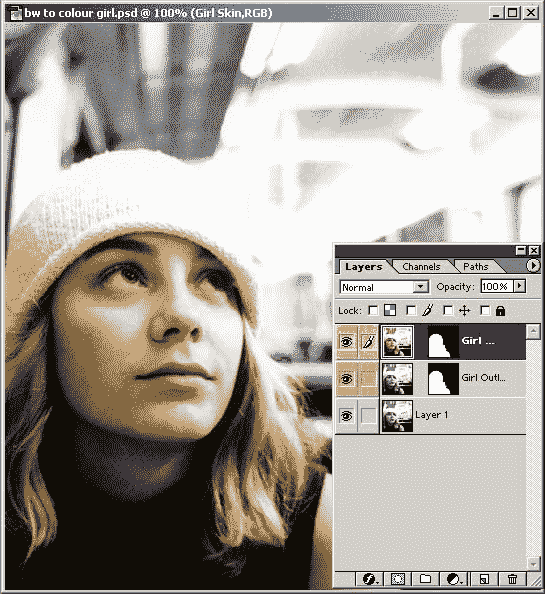 bw to colour girl.psd @ 100% (Girl Skin,RGB)
Layers Channels Paths
Normal Opacity: 100%
Lock:
Girl ...
Girl Outl...
Layer 1